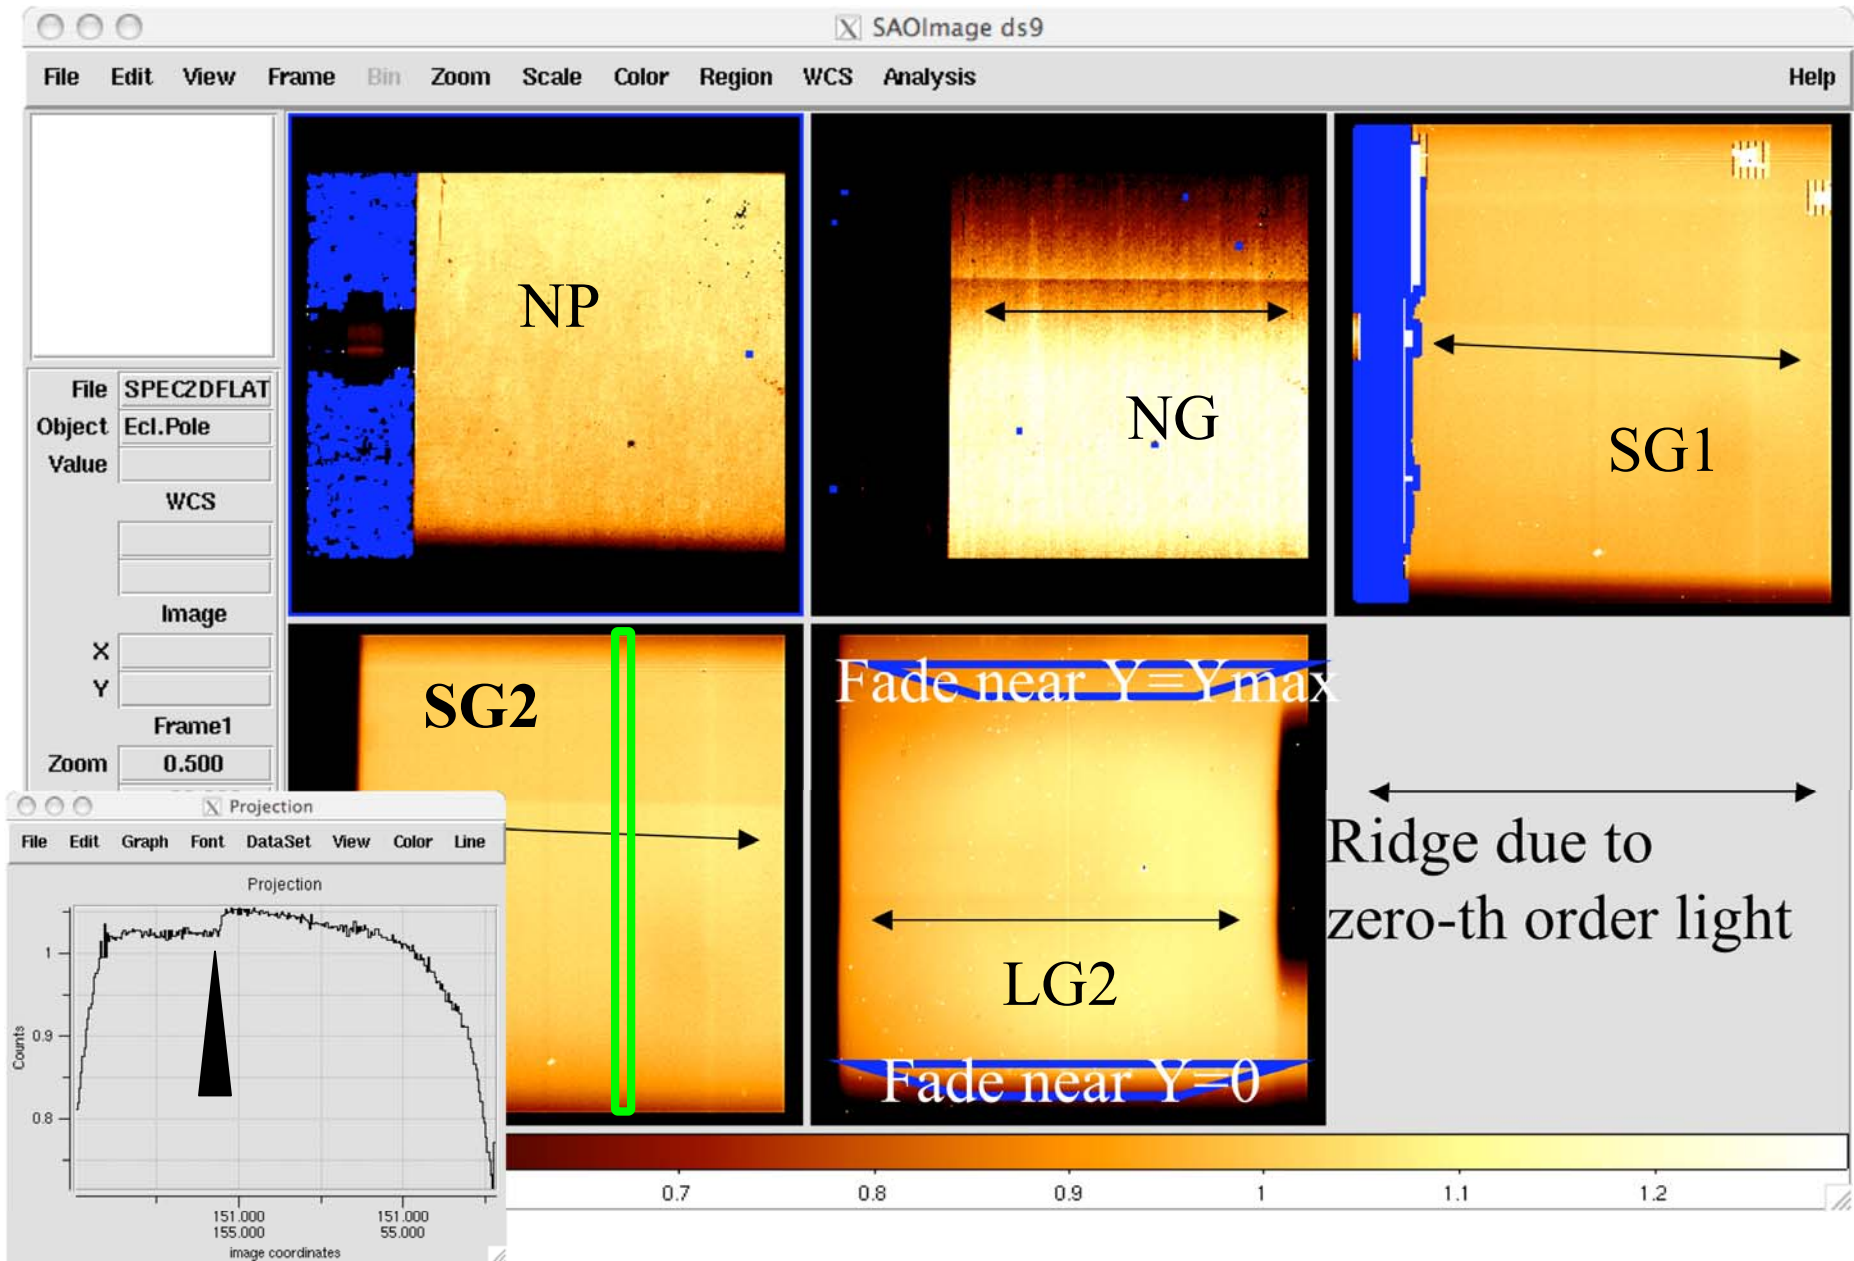 SAOImage ds9
File Edit View Frame Bin Zoom Scale Color Region WCS Analysis Help
NP
NG
SG1
File SPEC2DFLAT
Object Ecl.Pole
Value
WCS
Image
X
Y
Frame1
Zoom 0.500
SG2
Fade near Y=Ymax
LG2
Fade near Y=0
Ridge due to
zero-th order light
0.7 0.8 0.9 1 1.1 1.2
Projection
File Edit Graph Font DataSet View Color Line
Projection
Counts
1
0.9
0.8
151.000 151.000
155.000 55.000
image coordinates